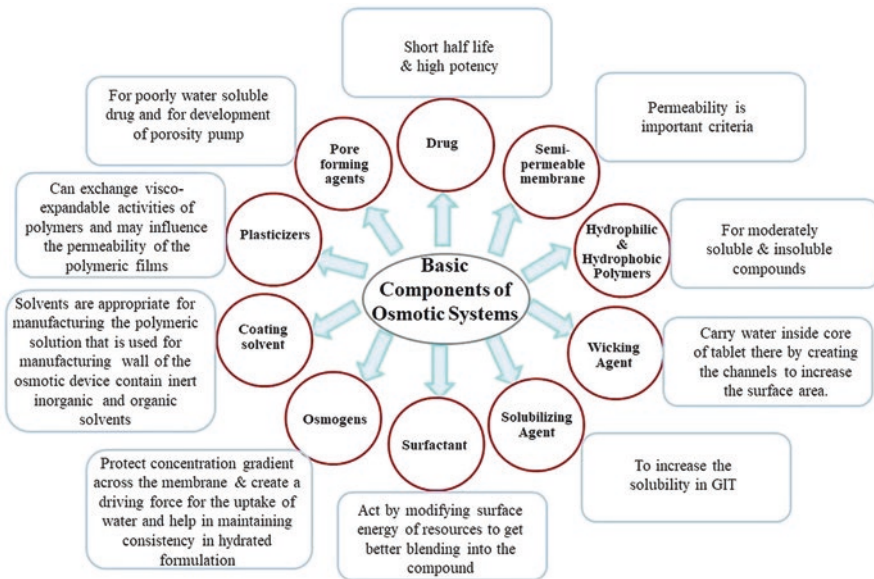 Basic
Components of
Osmotic Systems
Drug
Short half life
& high potency
Semi-
permeable
membrane
Permeability is
important criteria
Hydrophilic
&
Hydrophobic
Polymers
For moderately
soluble & insoluble
compounds
Wicking
Agent
Carry water inside core
of tablet there by creating
the channels to increase
the surface area.
Solubilizing
Agent
To increase the
solubility in GIT
Surfactant
Act by modifying surface
energy of resources to get
better blending into the
compound
Osmogens
Protect concentration gradient
across the membrane & create a
driving force for the uptake of
water and help in maintaining
consistency in hydrated
formulation
Coating
solvent
Solvents are appropriate for
manufacturing the polymeric
solution that is used for
manufacturing wall of the
osmotic device contain inert
inorganic and organic
solvents
Plasticizers
Can exchange visco-
expandable activities of
polymers and may influence
the permeability of the
polymeric films
Pore
forming
agents
For poorly water soluble
drug and for development
of porosity pump